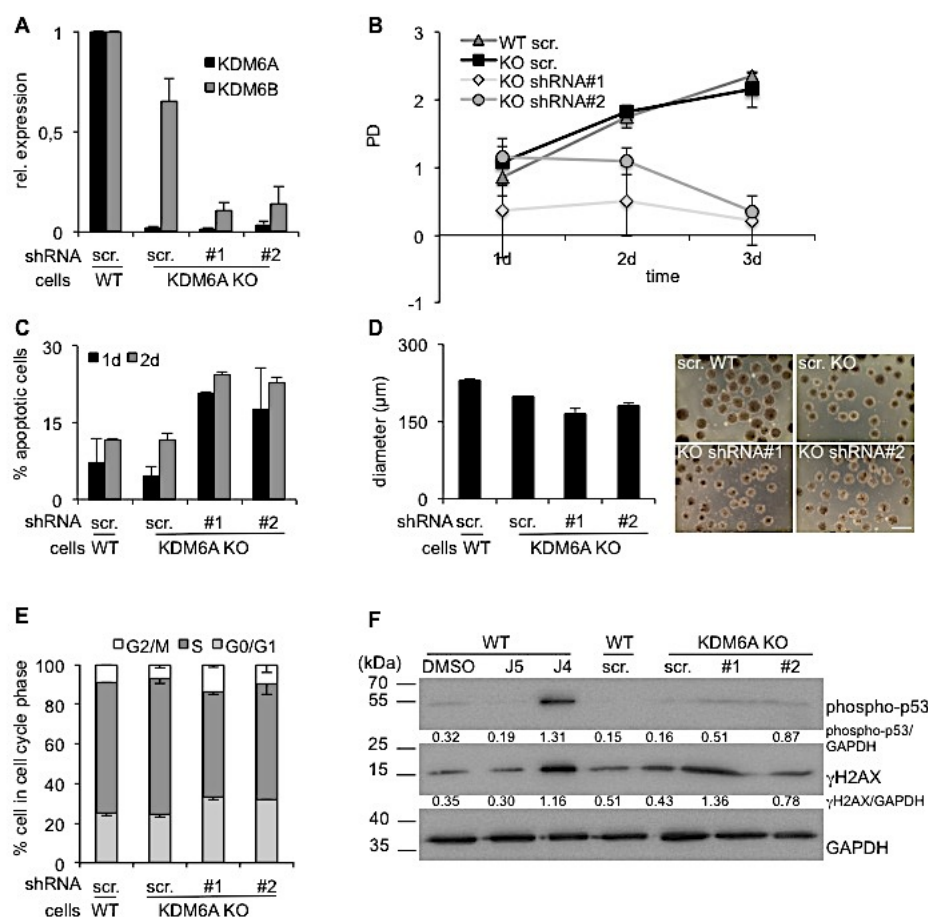 A
1
KDM6A
KDM6B
rel. expression
0,5
0
shRNA scr. scr. #1 #2
cells WT KDM6A KO
B
WT scr.
KO scr.
KO shRNA#1
KO shRNA#2
3
2
1
0
-1
PD
1d 2d 3d
time
C
1d 2d
% apoptotic cells
30
15
0
shRNA scr. scr. #1 #2
cells WT KDM6A KO
D
300
150
0
diameter (µm)
shRNA scr. scr. #1 #2
cells WT KDM6A KO
scr. WT scr. KO
KO shRNA#1 KO shRNA#2
E
G2/M S G0/G1
% cell in cell cycle phase
100
80
60
40
20
0
shRNA scr. scr. #1 #2
cells WT KDM6A KO
F
WT WT KDM6A KO
(kDa) DMSO J5 J4 scr. scr. #1 #2
70
55
phospho-p53
0.32 0.19 1.31 0.15 0.16 0.51 0.87 phospho-p53/
GAPDH
25
15
γH2AX
0.35 0.30 1.16 0.51 0.43 1.36 0.78 γH2AX/GAPDH
40
35
GAPDH